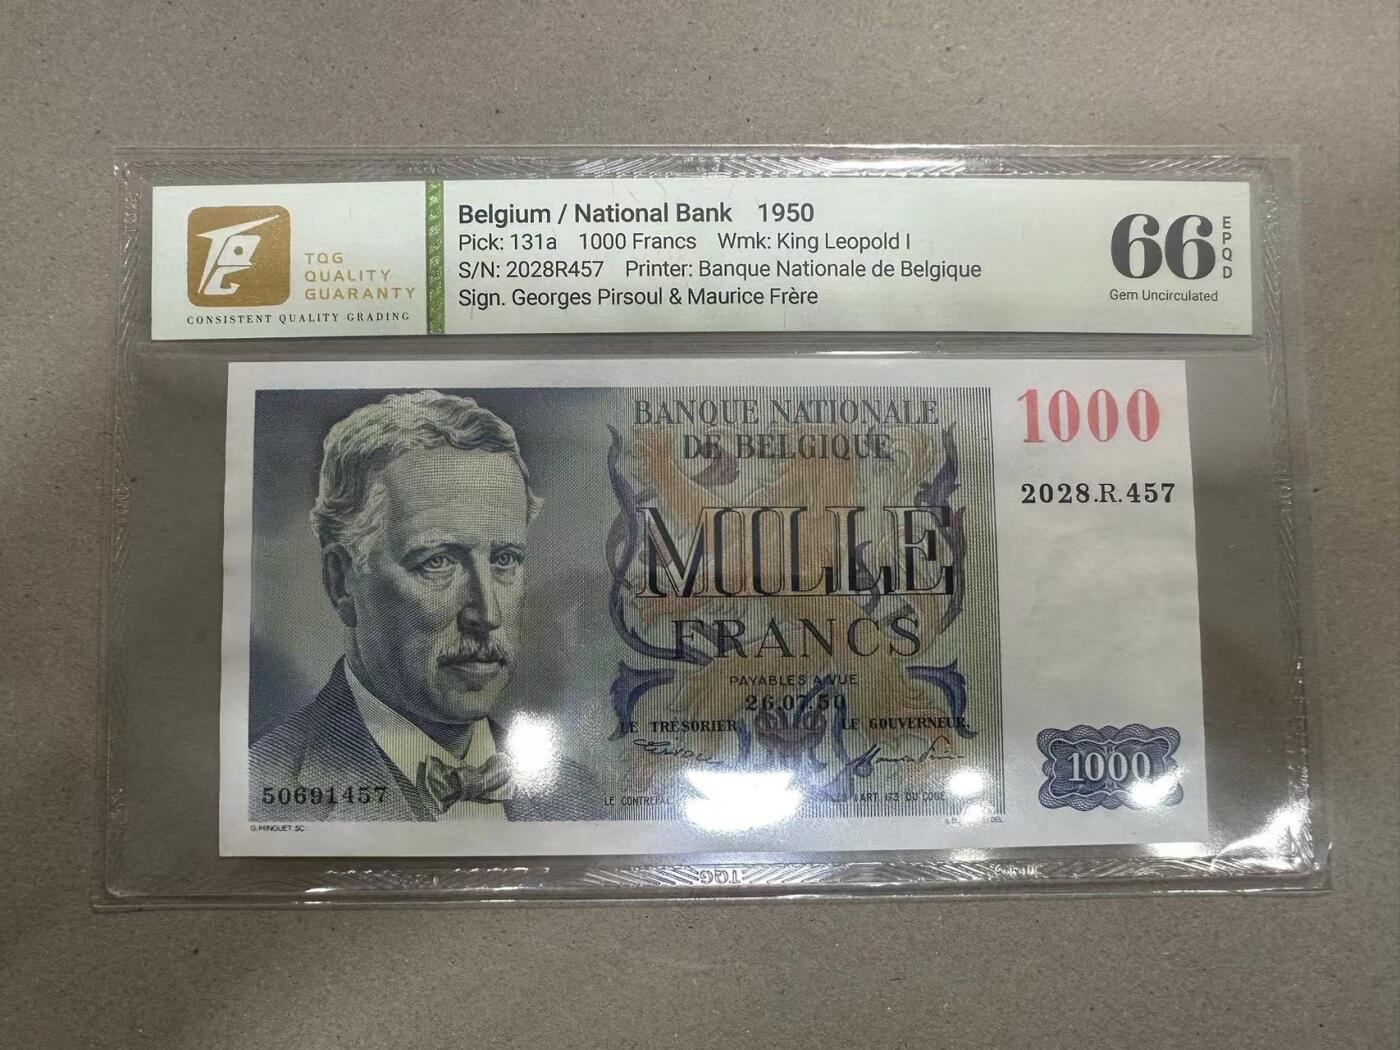 TQG
QUALITY
GUARANTY
CONSISTENT QUALITY GRADING
Belgium / National Bank 1950
Pick: 131a 1000 Francs Wmk: King Leopold I
S/N: 2028R457 Printer: Banque Nationale de Belgique
Sign. Georges Pirsoul & Maurice Frère
66
EPQD
Gem Uncirculated
BANQUE NATIONALE
DE BELGIQUE
1000
2028.R.457
MILLE
FRANCS
PAYABLES A VUE
26.07.50
LE TRÉSORIER, LE GOUVERNEUR,
50691457
1000
G.MINGUET SC.
TQG